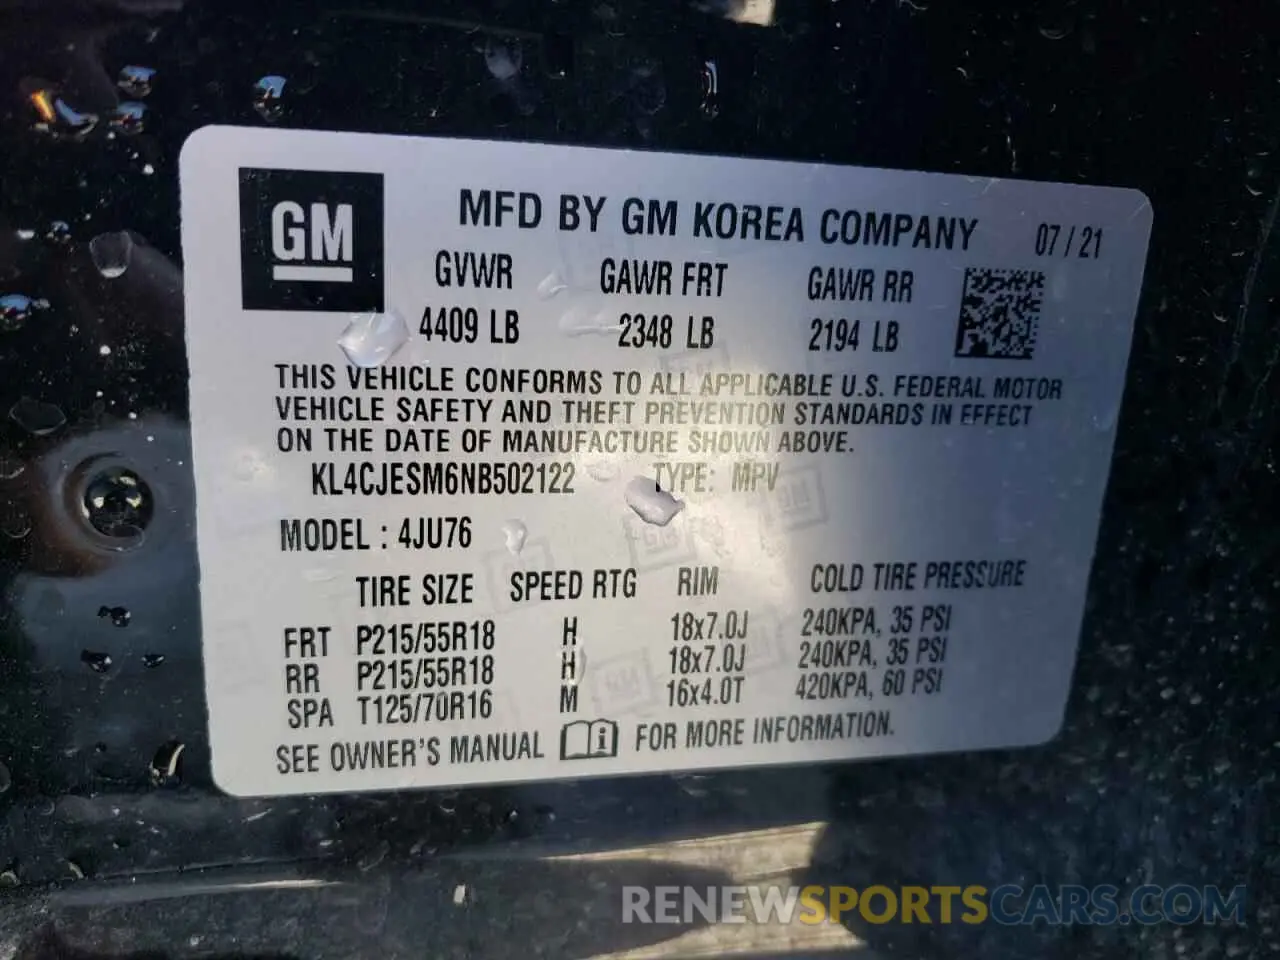 GM
MFD BY GM KOREA COMPANY 07 / 21
GVWR GAWR FRT GAWR RR
4409 LB 2348 LB 2194 LB
THIS VEHICLE CONFORMS TO ALL APPLICABLE U.S. FEDERAL MOTOR
VEHICLE SAFETY AND THEFT PREVENTION STANDARDS IN EFFECT
ON THE DATE OF MANUFACTURE SHOWN ABOVE.
KL4CJESM6NB502122 TYPE: MPV
MODEL : 4JU76
TIRE SIZE SPEED RTG RIM COLD TIRE PRESSURE
FRT P215/55R18 H 18x7.0J 240KPA, 35 PSI
RR P215/55R18 H 18x7.0J 240KPA, 35 PSI
SPA T125/70R16 M 16x4.0T 420KPA, 60 PSI
SEE OWNER'S MANUAL i FOR MORE INFORMATION.
RENEWSPORTSCARS.COM